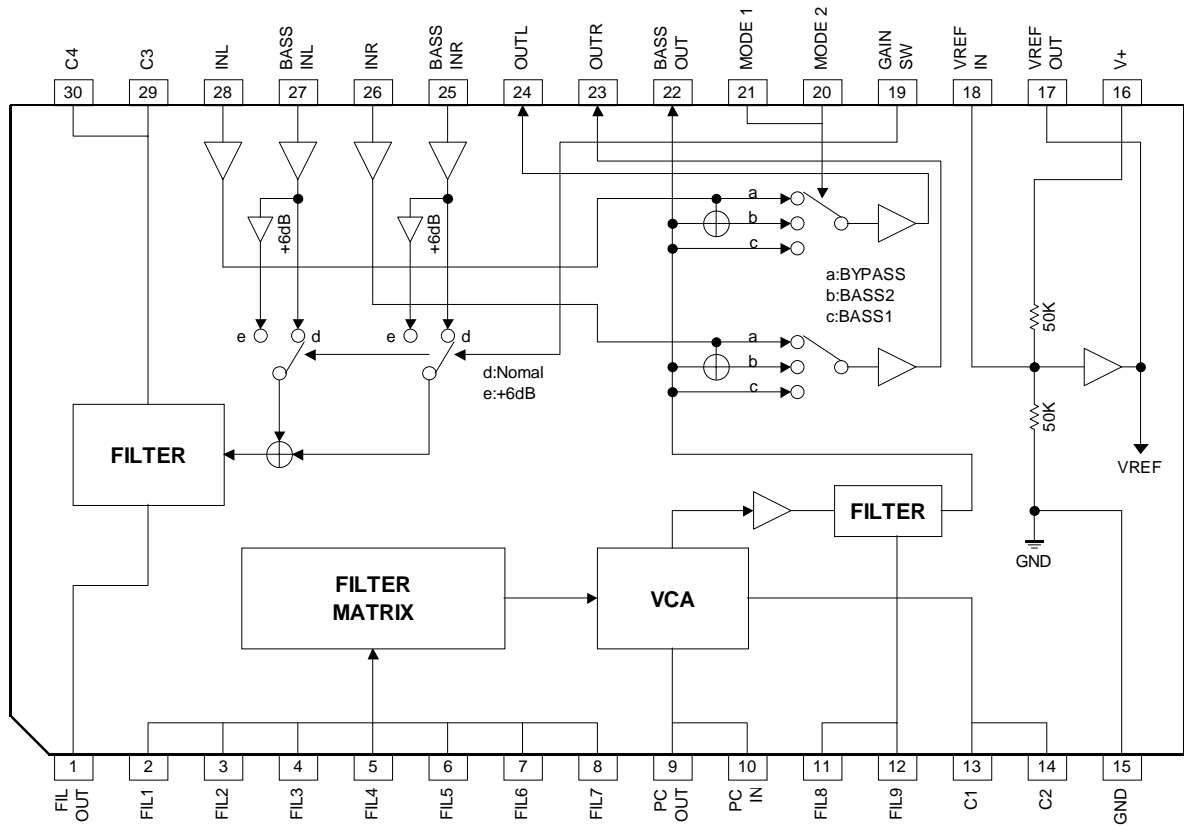 C4
C3
INL
BASS
INL
INR
BASS
INR
OUTL
OUTR
BASS
OUT
MODE 1
MODE 2
GAIN
SW
VREF
IN
VREF
OUT
V+
30
29
28
27
26
25
24
23
22
21
20
19
18
17
16
+6dB
+6dB
a
b
c
a:BYPASS
b:BASS2
c:BASS1
50K
e
d
e
d
d:Nomal
e:+6dB
a
b
c
50K
VREF
FILTER
FILTER
GND
FILTER
MATRIX
VCA
1
2
3
4
5
6
7
8
9
10
11
12
13
14
15
FIL
OUT
FIL1
FIL2
FIL3
FIL4
FIL5
FIL6
FIL7
PC
OUT
PC
IN
FIL8
FIL9
C1
C2
GND